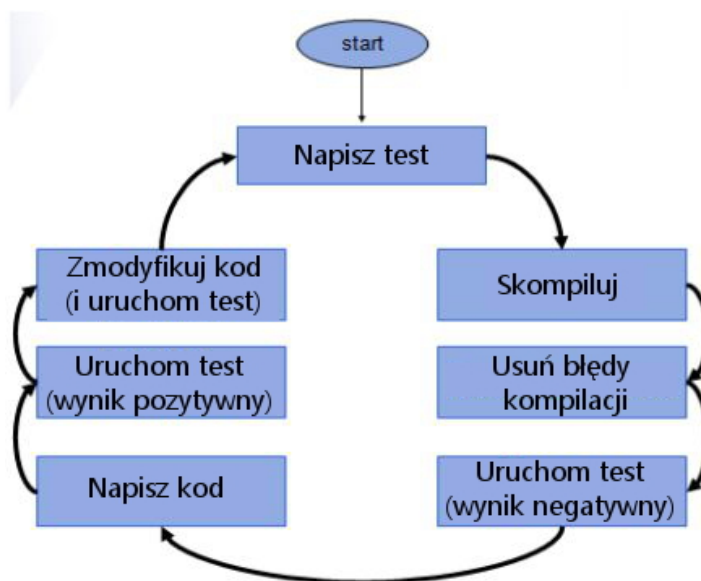 start
Napisz test
Skompiluj
Usuń błędy
kompilacji
Uruchom test
(wynik negatywny)
Napisz kod
Uruchom test
(wynik pozytywny)
Zmodyfikuj kod
(i uruchom test)